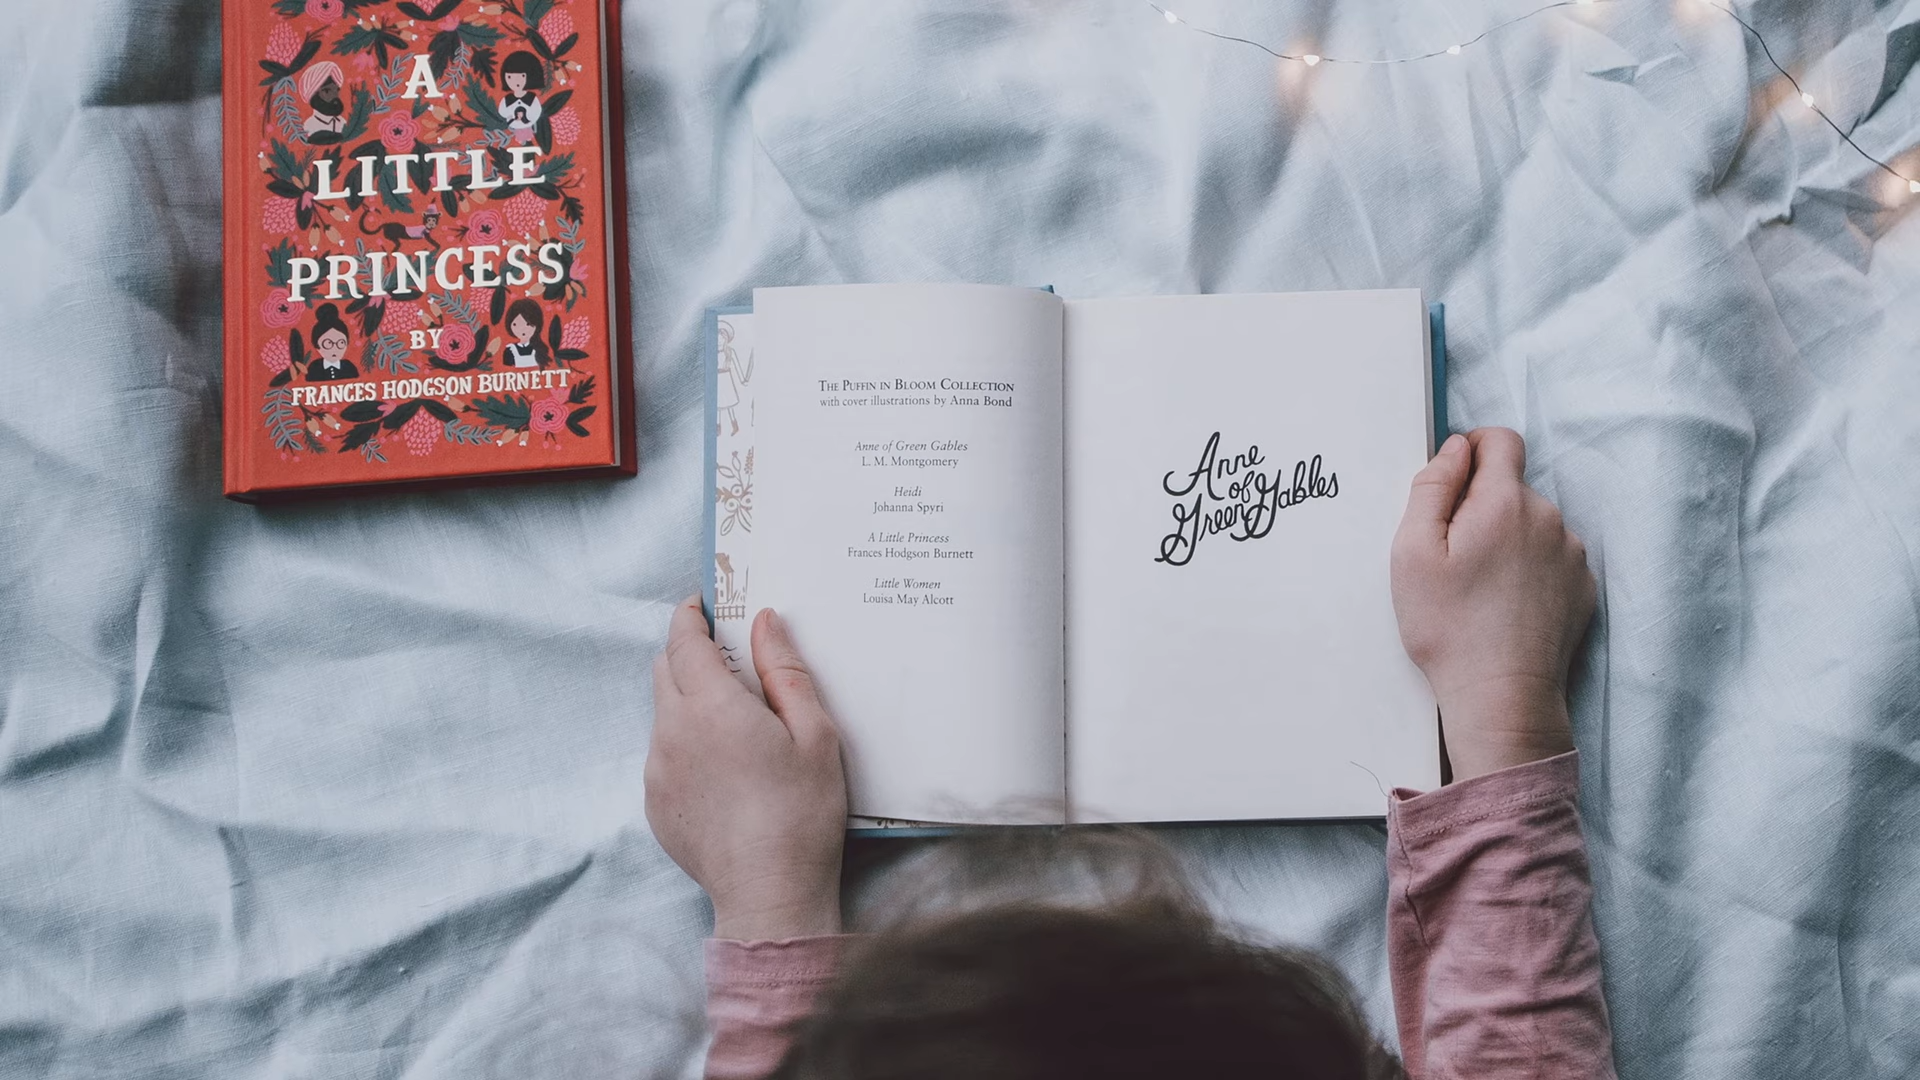 A
LITTLE
PRINCESS
BY
FRANCES HODGSON BURNETT
THE PUFFIN IN BLOOM COLLECTION
with cover illustrations by Anna Bond
Anne of Green Gables
L. M. Montgomery
Heidi
Johanna Spyri
A Little Princess
Frances Hodgson Burnett
Little Women
Louisa May Alcott
Anne
of
Green Gables